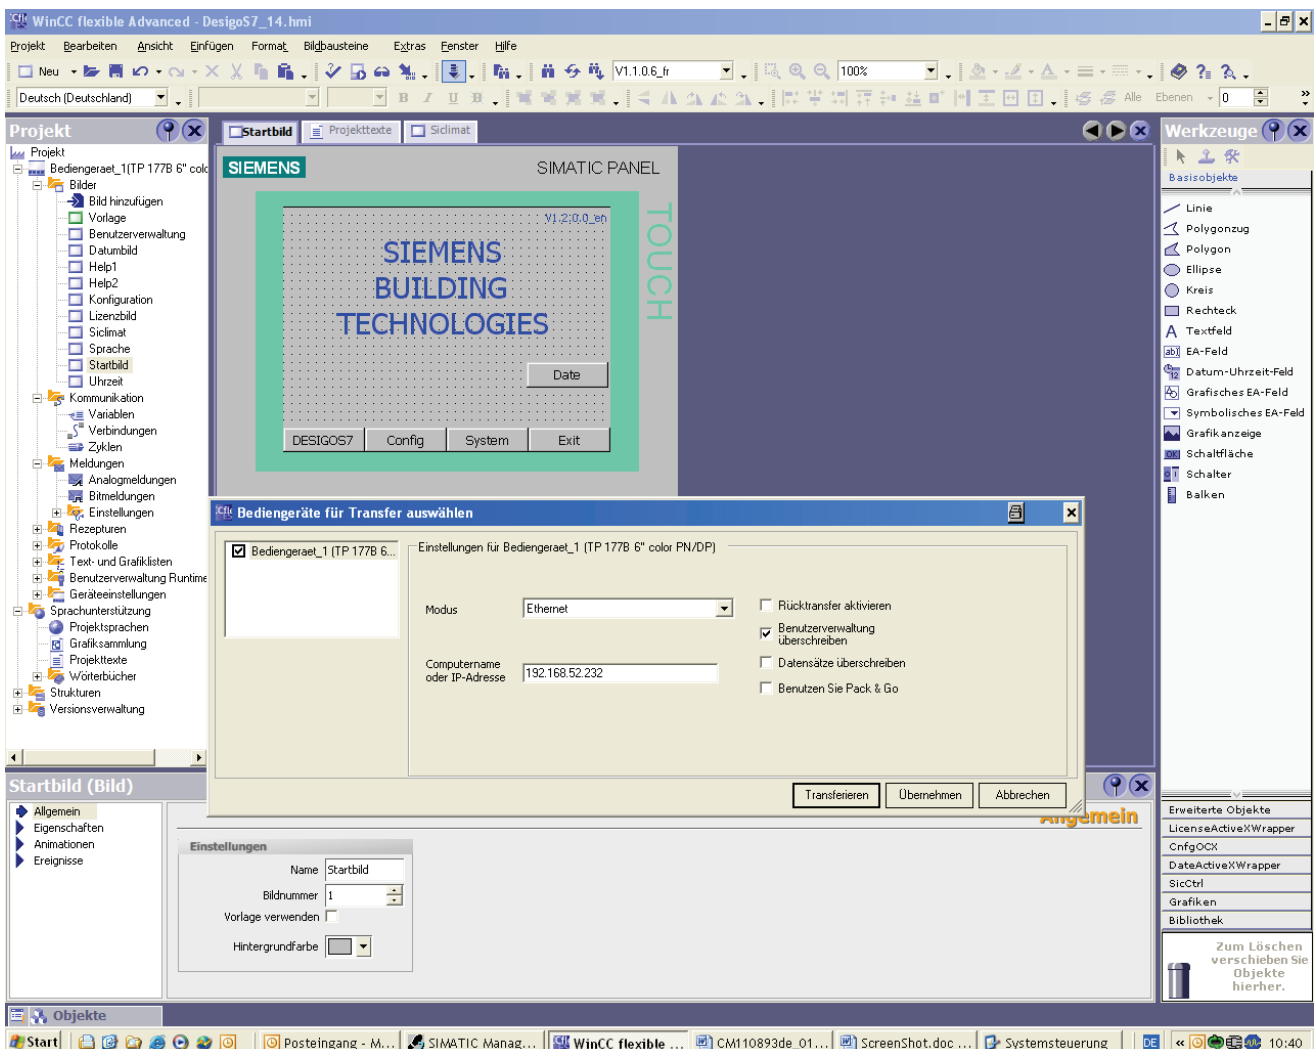 WinCC flexible Advanced - DesigoS7_14.hmi
Projekt Bearbeiten Ansicht Einfügen Format Bildbausteine Extras Fenster Hilfe
Neu V1.1.0.6_fr 100%
Deutsch (Deutschland) B I U B Alle Ebenen 0
Projekt
Projekt
Bediengeraet_1(TP 177B 6" colo
Bilder
Bild hinzufügen
Vorlage
Benutzerverwaltung
Datumbild
Help1
Help2
Konfiguration
Lizenzbild
Siclimat
Sprache
Startbild
Uhrzeit
Kommunikation
Variablen
Verbindungen
Zyklen
Meldungen
Analogmeldungen
Bitmeldungen
Einstellungen
Rezepturen
Protokolle
Text- und Grafiklisten
Benutzerverwaltung Runtime
Geräteeinstellungen
Sprachunterstützung
Projektsprachen
Grafiksammlung
Projekttexte
Wörterbücher
Strukturen
Versionsverwaltung
Startbild Projekttexte Siclimat
SIEMENS SIMATIC PANEL
TOUCH
V1.2.0.0_en
SIEMENS
BUILDING
TECHNOLOGIES
Date
DESIGOS7 Config System Exit
Werkzeuge
Basisobjekte
Linie
Polygonzug
Polygon
Ellipse
Kreis
Rechteck
Textfeld
EA-Feld
Datum-Uhrzeit-Feld
Grafisches EA-Feld
Symbolisches EA-Feld
Grafikanzeige
Schaltfläche
Schalter
Balken
Erweiterte Objekte
LicenseActiveXWrapper
CnfgOCX
DateActiveXWrapper
SicCtrl
Grafiken
Bibliothek
Zum Löschen
verschieben Sie
Objekte
hierher.
Bediengeräte für Transfer auswählen
Bediengeraet_1 (TP 177B 6...
Einstellungen für Bediengeraet_1 (TP 177B 6" color PN/DP)
Modus Ethernet
Computername
oder IP-Adresse 192.168.52.232
Rücktransfer aktivieren
Benutzerverwaltung
überschreiben
Datensätze überschreiben
Benutzen Sie Pack & Go
Transferieren Übernehmen Abbrechen
Startbild (Bild)
Allgemein
Eigenschaften
Animationen
Ereignisse
Allgemein
Einstellungen
Name Startbild
Bildnummer 1
Vorlage verwenden
Hintergrundfarbe
Objekte
Start Posteingang - M... SIMATIC Manag... WinCC flexible ... CM110893de_01... ScreenShot.doc ... Systemsteuerung DE 10:40